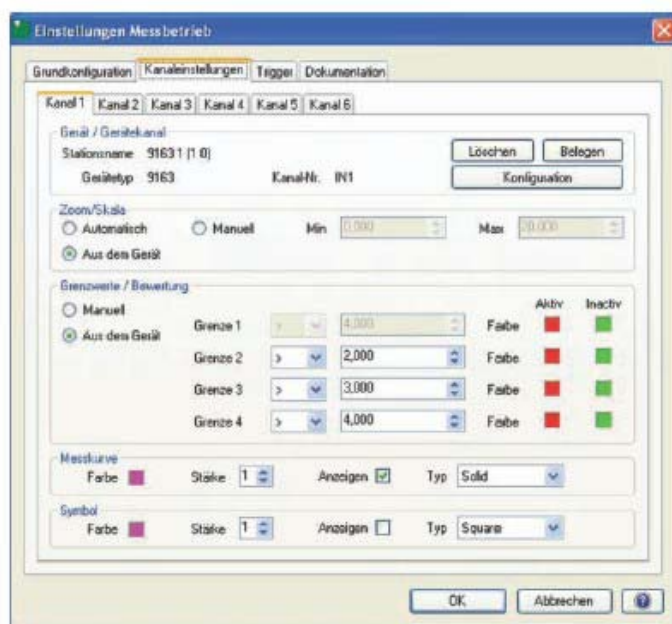 Einstellungen Messbetrieb
Grundkonfiguration Kanaleinstellungen Trigger Dokumentation
Kanal 1 Kanal 2 Kanal 3 Kanal 4 Kanal 5 Kanal 6
Gerät / Gerätekanal
Stationsname 9163 1 (1 0) Löschen Belegen
Gerätetyp 9163 Kanal-Nr. IN1 Konfiguration
Zoom/Skala
Automatisch Manuell Min 0,000 Max 20,000
Aus dem Gerät
Grenzwerte / Bewertung
Aktiv Inactiv
Manuell
Aus dem Gerät Grenze 1 > 4,000 Farbe
Grenze 2 > 2,000 Farbe
Grenze 3 > 3,000 Farbe
Grenze 4 > 4,000 Farbe
Messkurve
Farbe Stärke 1 Anzeigen Typ Solid
Symbol
Farbe Stärke 1 Anzeigen Typ Square
OK Abbrechen ?